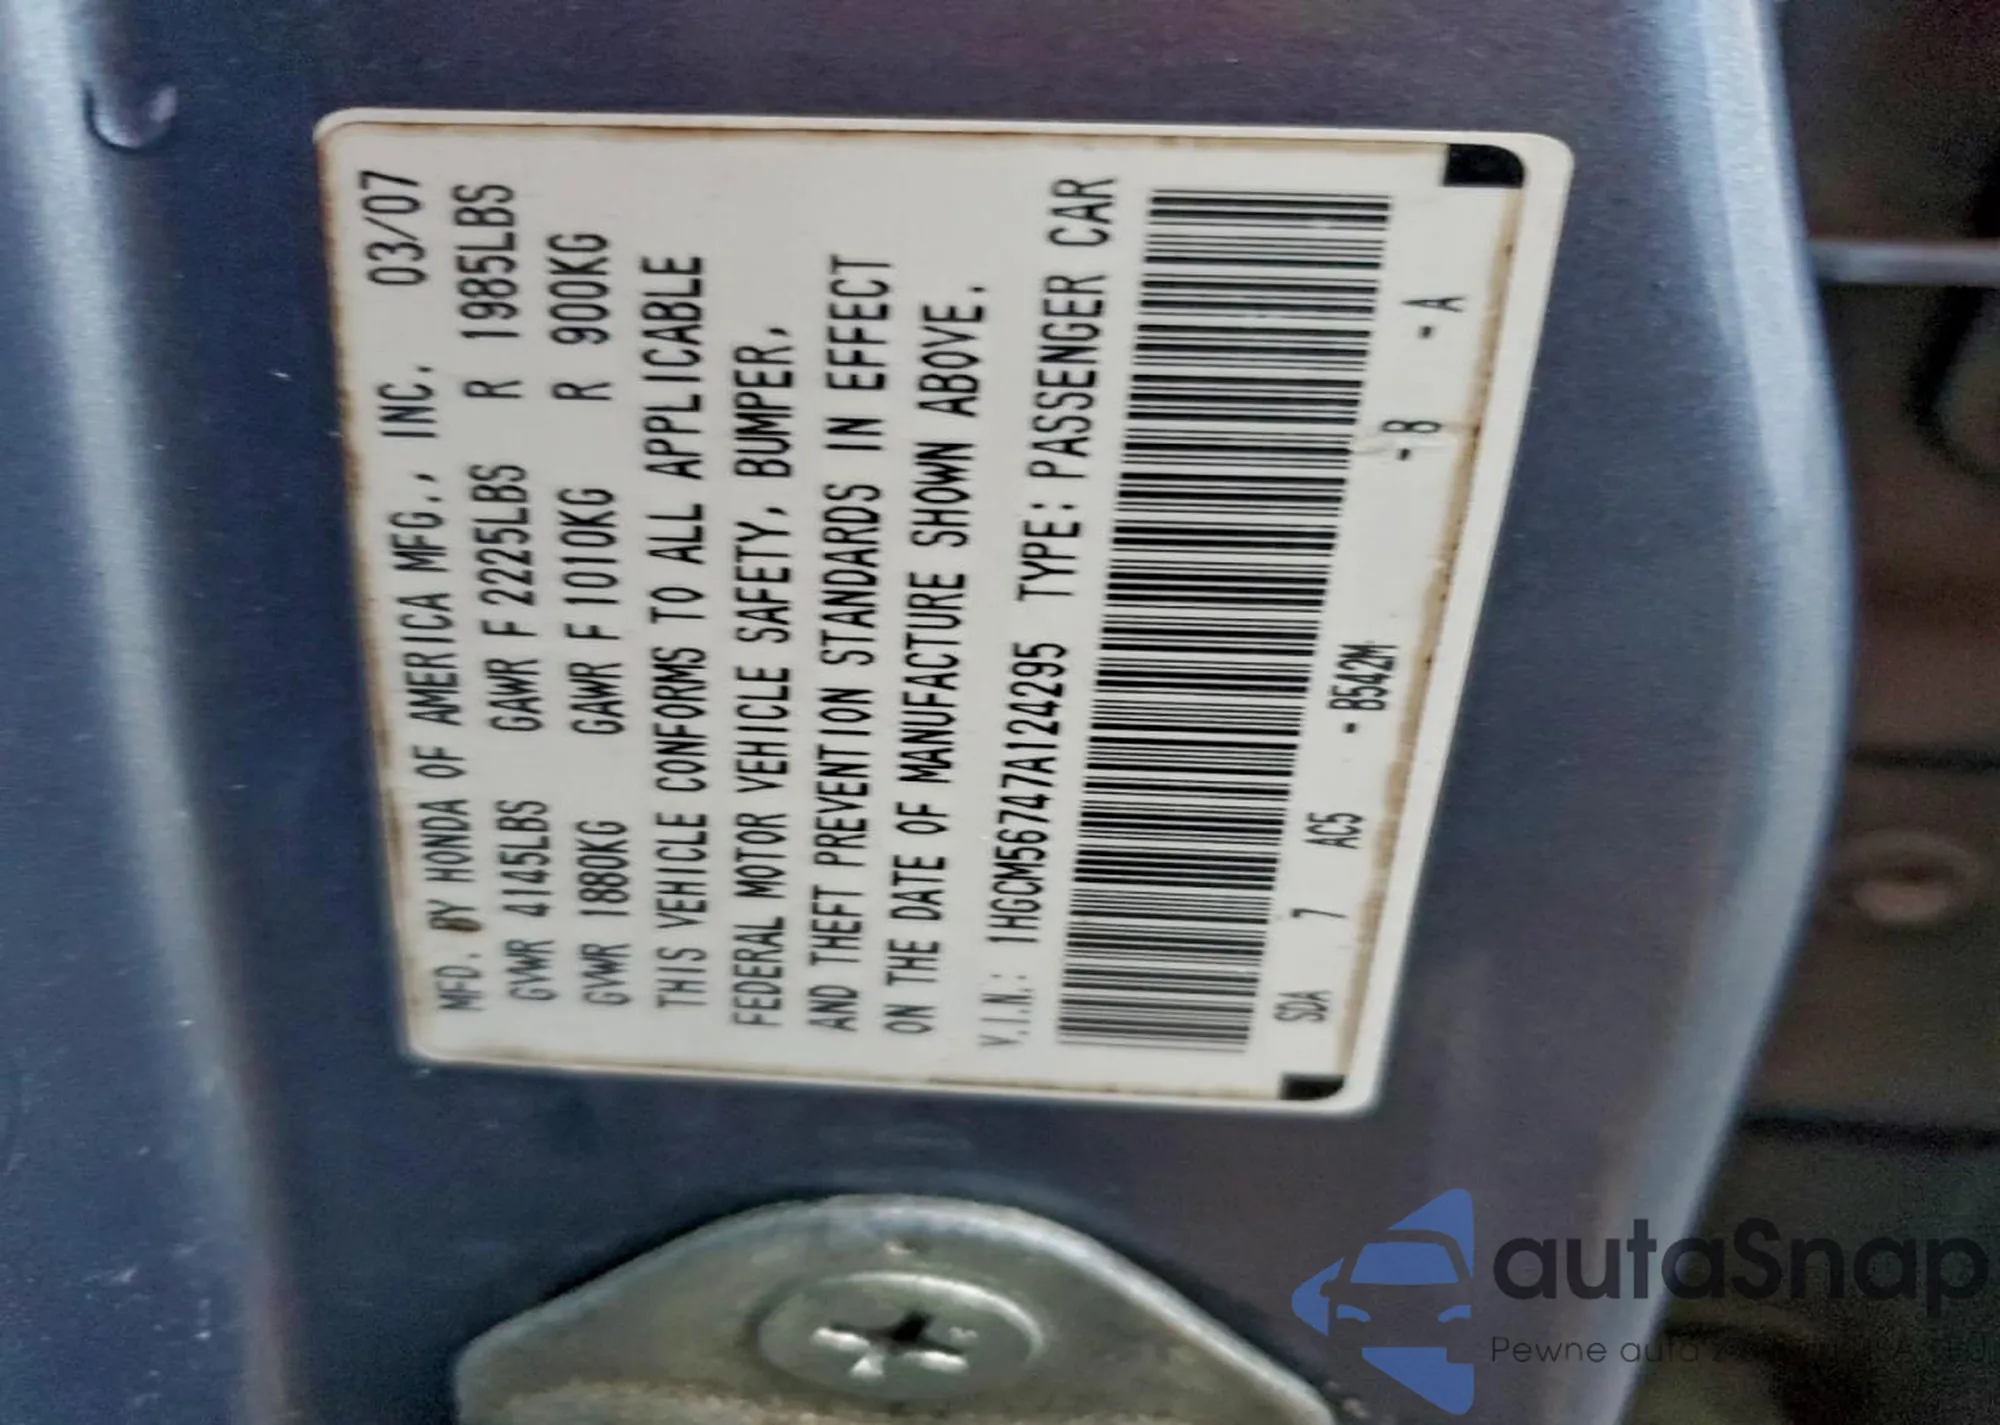 MFD. BY HONDA OF AMERICA MFG., INC. 03/07
GVWR 4145LBS GAWR F 2225LBS R 1985LBS
GVWR 1880KG GAWR F 1010KG R 900KG
THIS VEHICLE CONFORMS TO ALL APPLICABLE
FEDERAL MOTOR VEHICLE SAFETY, BUMPER,
AND THEFT PREVENTION STANDARDS IN EFFECT
ON THE DATE OF MANUFACTURE SHOWN ABOVE.
V.I.N.: 1HGCM56747A124295 TYPE: PASSENGER CAR
SDA 7 AC5 -B542M -B -A
autaSnap
Pewne auta z